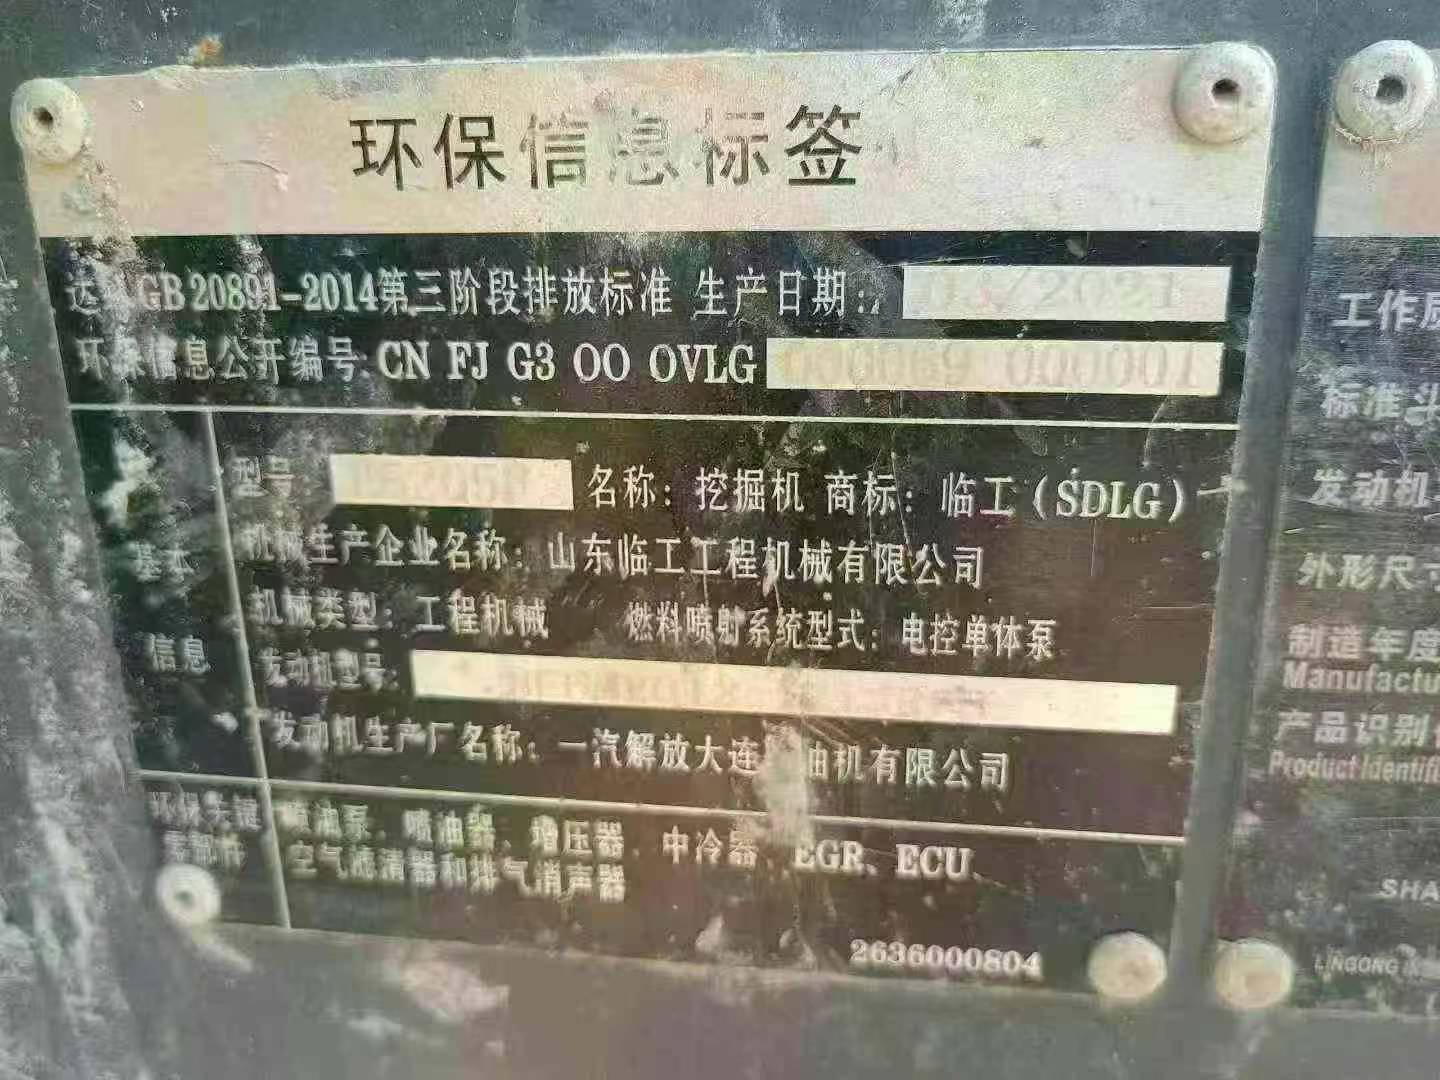 环保信息标签
达 GB 20891-2014第三阶段排放标准 生产日期: /2021
环保信息公开编号: CN FJ G3 OO OVLG 000001
型号 名称: 挖掘机 商标: 临工 (SDLG)
机械生产企业名称: 山东临工工程机械有限公司
机械类型: 工程机械 燃料喷射系统型式: 电控单体泵
基本
信息
发动机型号:
发动机生产厂名称: 一汽解放大连 油机有限公司
环保关键
零部件
喷油泵、喷油器、增压器、中冷器、EGR、ECU、
空气滤清器和排气消声器
2636000804
工作质
标准斗
发动机
外形尺寸
制造年度
Manufactu
产品识别
Product Identifi
SHA
LINGONG